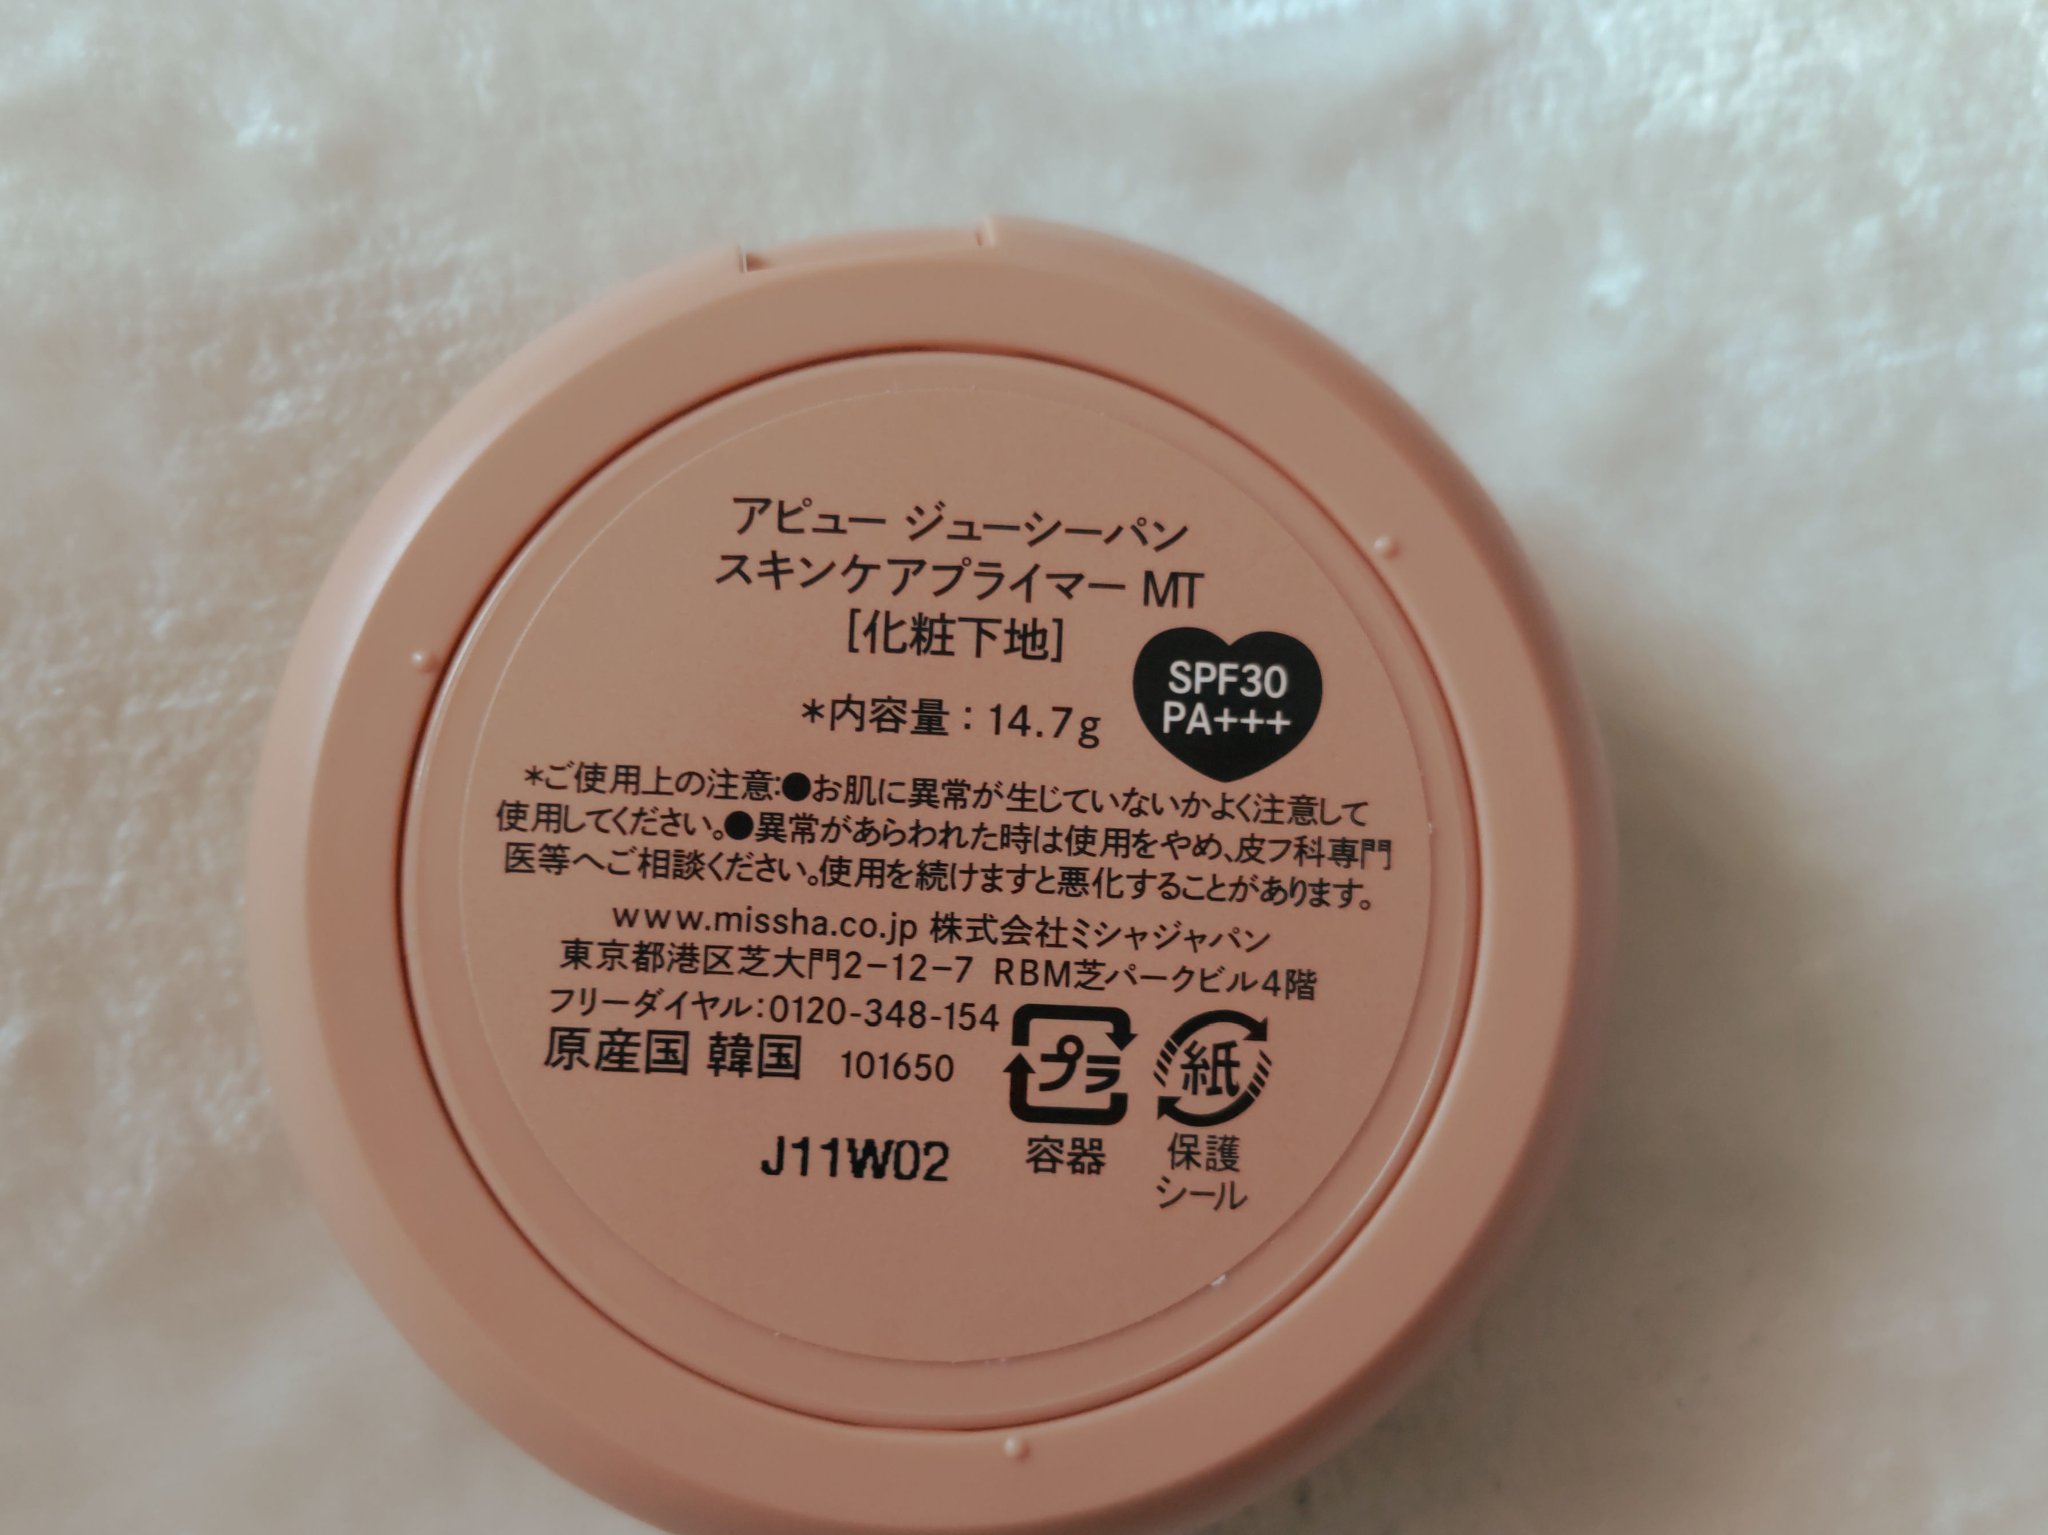 アピュー ジューシーパン
スキンケアプライマー MT
[化粧下地]
SPF30
PA+++
*内容量：14.7g
*ご使用上の注意:●お肌に異常が生じていないかよく注意して
使用してください。●異常があらわれた時は使用をやめ、皮フ科専門
医等へご相談ください。使用を続けますと悪化することがあります。
www.missha.co.jp 株式会社ミシャジャパン
東京都港区芝大門2-12-7 RBM芝パークビル4階
フリーダイヤル:0120-348-154
原産国 韓国 101650
プラ
容器
紙
保護
シール
J11W02